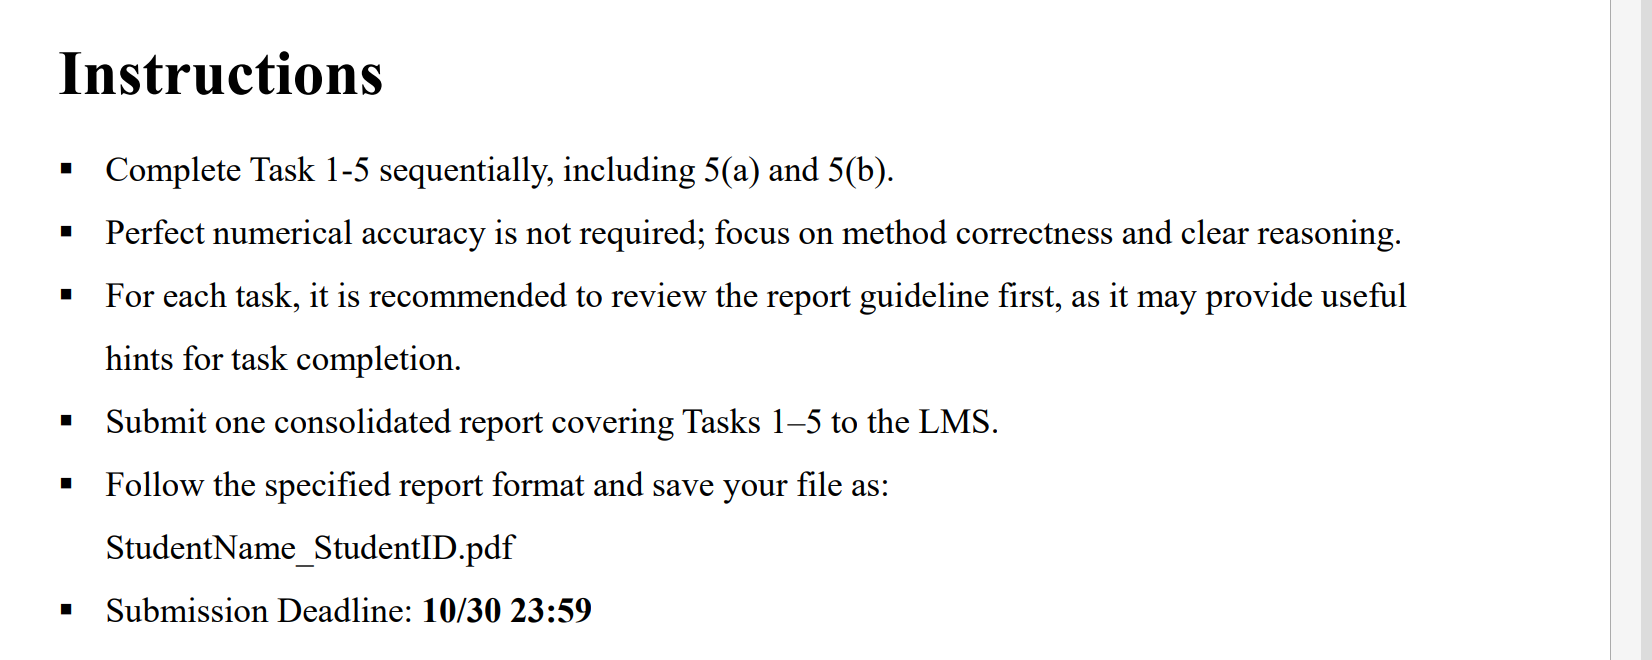 Instructions
▪ Complete Task 1-5 sequentially, including 5(a) and 5(b).
▪ Perfect numerical accuracy is not required; focus on method correctness and clear reasoning.
▪ For each task, it is recommended to review the report guideline first, as it may provide useful
hints for task completion.
▪ Submit one consolidated report covering Tasks 1–5 to the LMS.
▪ Follow the specified report format and save your file as:
StudentName_StudentID.pdf
▪ Submission Deadline: 10/30 23:59